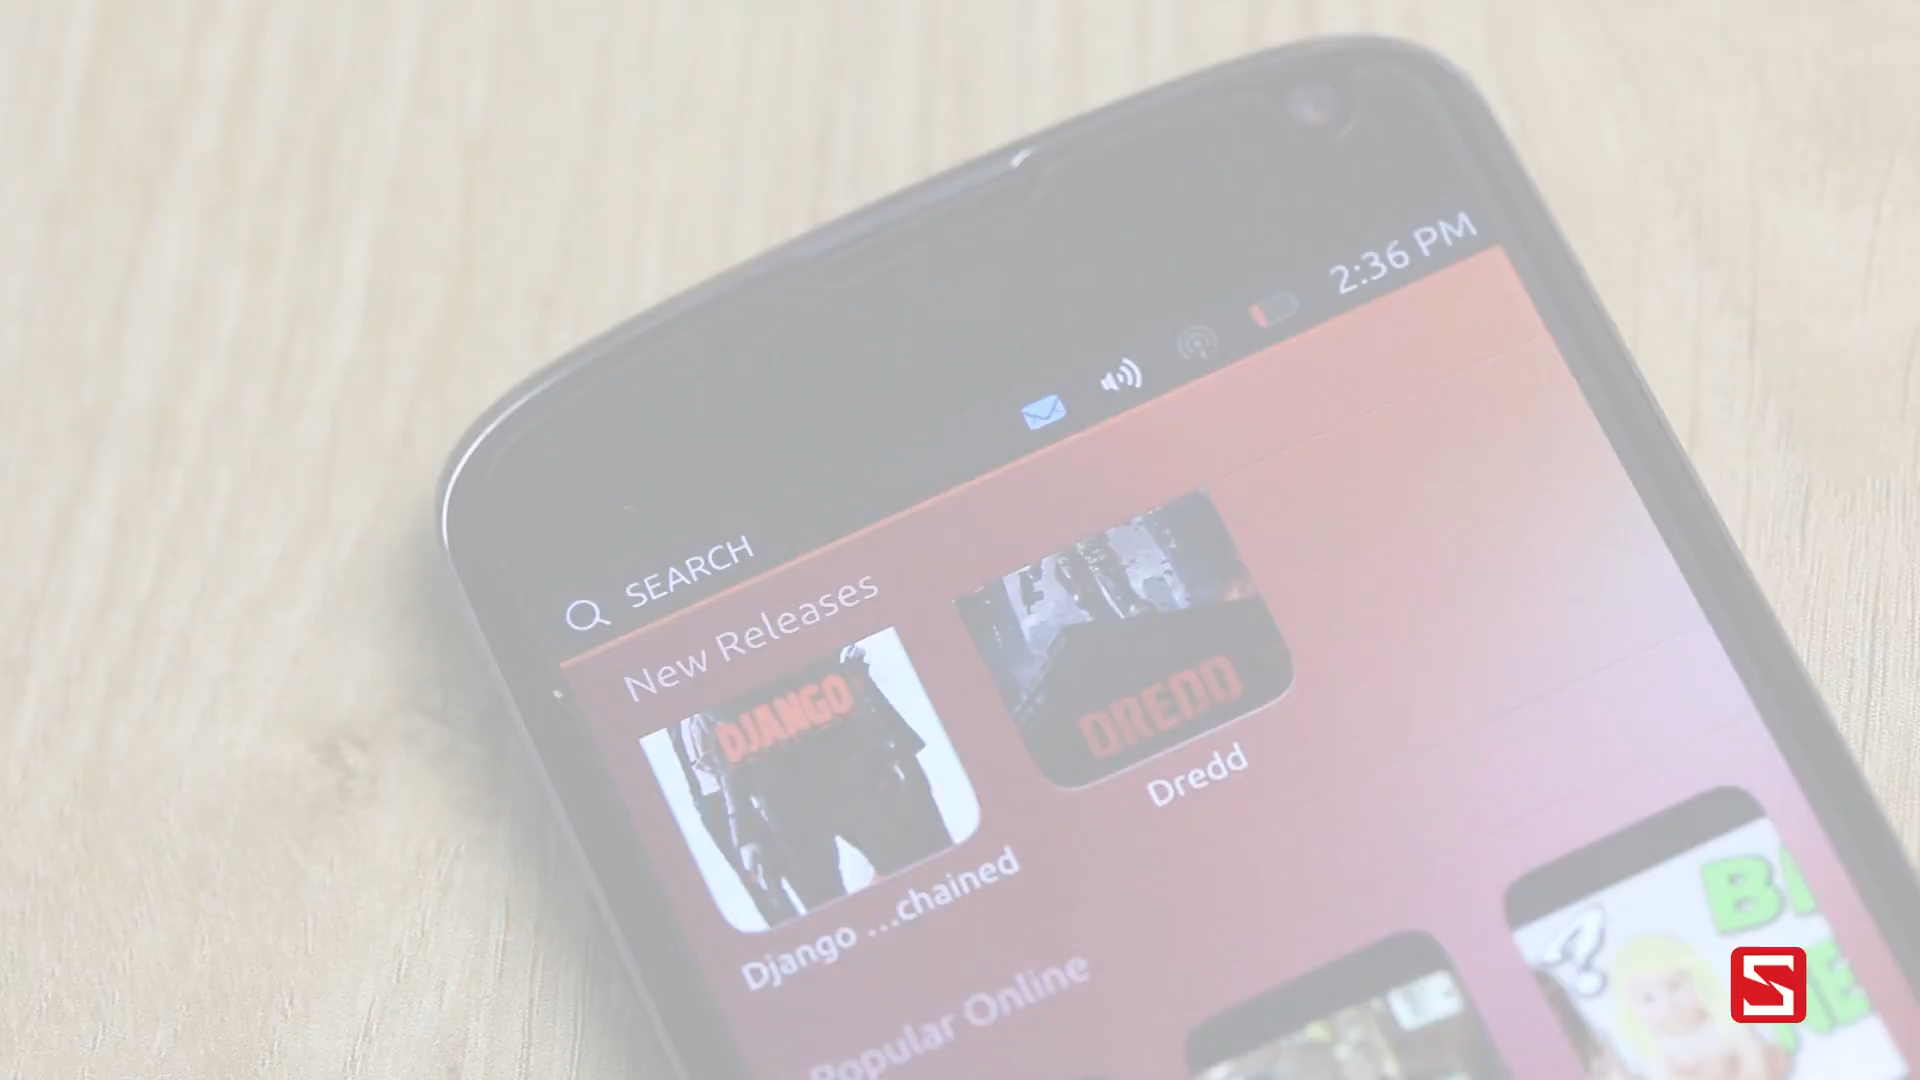 2:36 PM
SEARCH
New Releases
DJANGO
DREDD
Dredd
Django ...chained
Popular Online
?
S